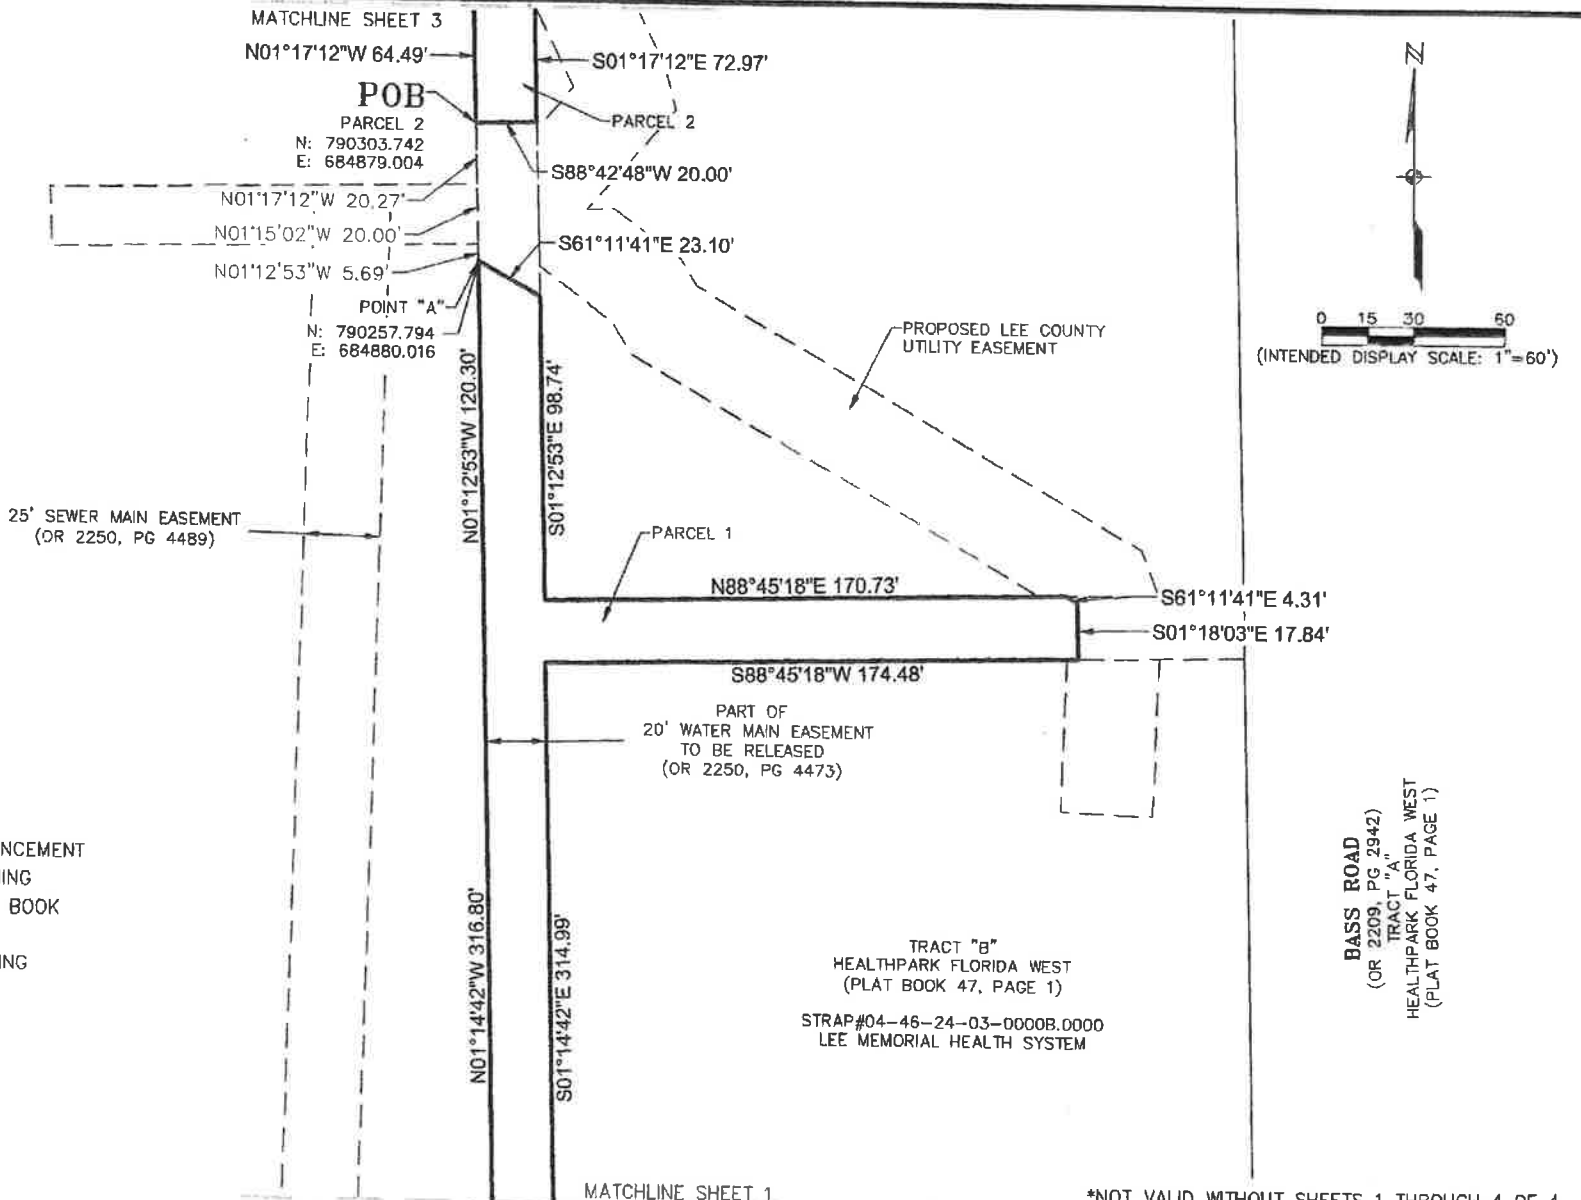 MATCHLINE SHEET 3
N01°17'12"W 64.49'
S01°17'12"E 72.97'
POB
PARCEL 2
N: 790303.742
E: 684879.004
PARCEL 2
S88°42'48"W 20.00'
N01°17'12"W 20.27'
N01°15'02"W 20.00'
S61°11'41"E 23.10'
N01°12'53"W 5.69'
POINT "A"
N: 790257.794
E: 684880.016
N
0 15 30 60
(INTENDED DISPLAY SCALE: 1"=60')
PROPOSED LEE COUNTY
UTILITY EASEMENT
N01°12'53"W 120.30'
S01°12'53"E 98.74'
25' SEWER MAIN EASEMENT
(OR 2250, PG 4489)
PARCEL 1
N88°45'18"E 170.73'
S61°11'41"E 4.31'
S01°18'03"E 17.84'
S88°45'18"W 174.48'
PART OF
20' WATER MAIN EASEMENT
TO BE RELEASED
(OR 2250, PG 4473)
NCEMENT
ING
BOOK
ING
N01°14'42"W 316.80'
S01°14'42"E 314.99'
TRACT "B"
HEALTHPARK FLORIDA WEST
(PLAT BOOK 47, PAGE 1)
STRAP#04-46-24-03-0000B.0000
LEE MEMORIAL HEALTH SYSTEM
BASS ROAD
(OR 2209, PG 2942)
TRACT "A"
HEALTHPARK FLORIDA WEST
(PLAT BOOK 47, PAGE 1)
MATCHLINE SHEET 1
*NOT VALID WITHOUT SHEETS 1 THROUGH 4 OF 4